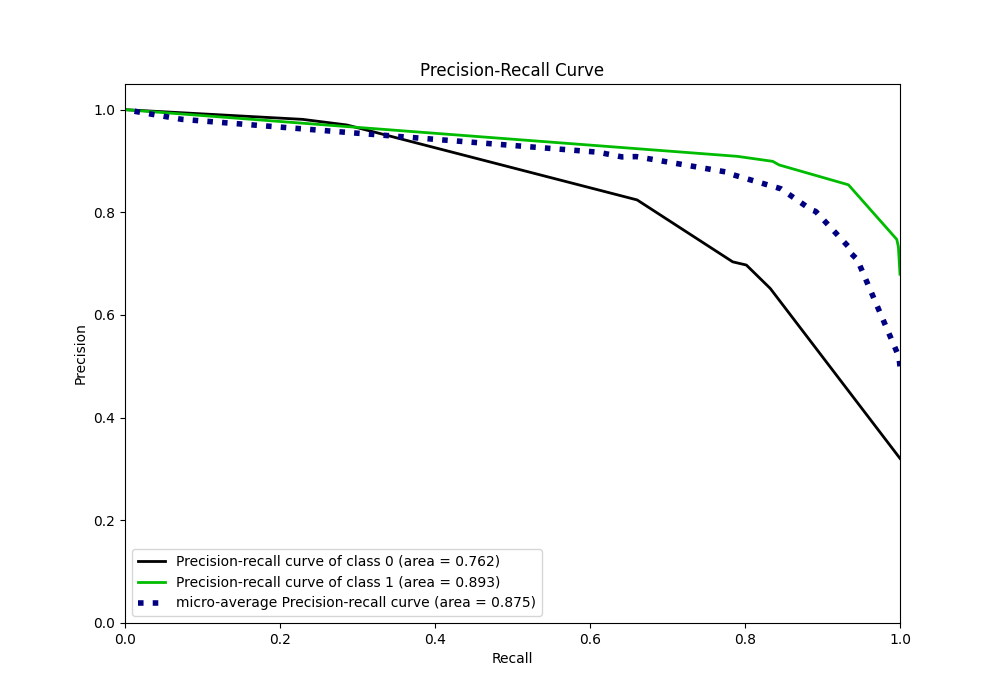 Precision-Recall Curve
1.0
0.8
0.6
0.4
0.2
0.0
Precision
Precision-recall curve of class 0 (area = 0.762)
Precision-recall curve of class 1 (area = 0.893)
micro-average Precision-recall curve (area = 0.875)
0.0 0.2 0.4 0.6 0.8 1.0
Recall